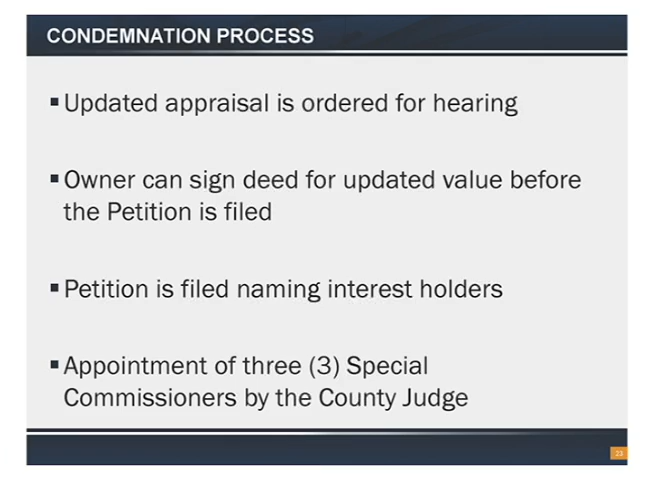 CONDEMNATION PROCESS
▪ Updated appraisal is ordered for hearing
▪ Owner can sign deed for updated value before
the Petition is filed
▪ Petition is filed naming interest holders
▪ Appointment of three (3) Special
Commissioners by the County Judge
23